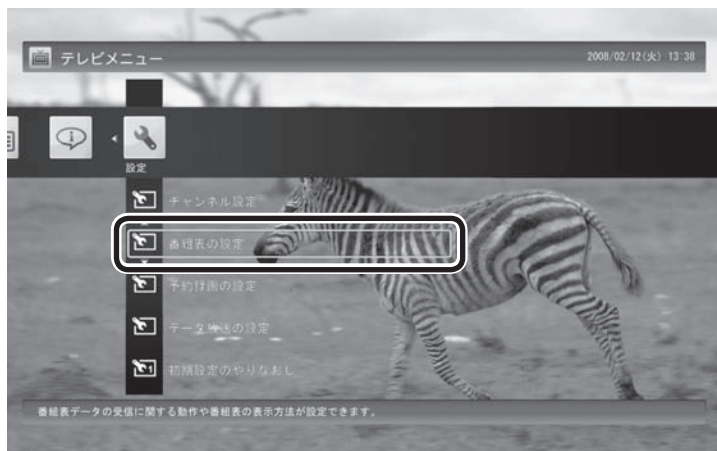 テレビメニュー
2008/02/12(火) 13:38
設定
チャンネル設定
番組表の設定
予約録画の設定
データ放送の設定
初期設定のやりなおし
番組表データの受信に関する動作や番組表の表示方法が設定できます。